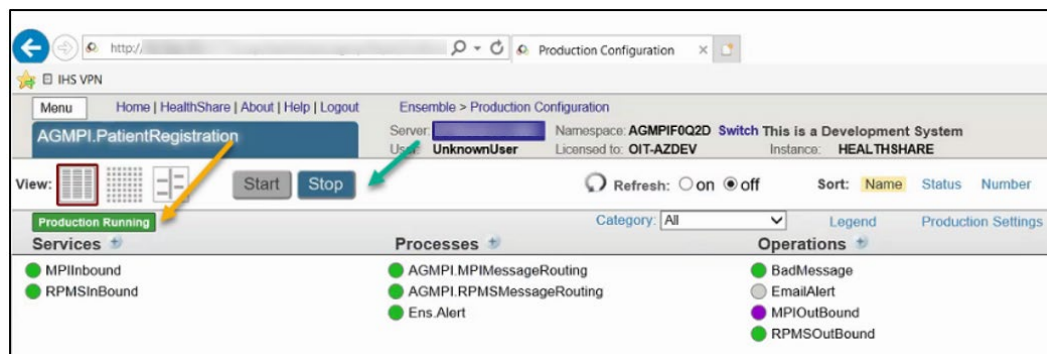 http://
Production Configuration
IHS VPN
Menu Home | HealthShare | About | Help | Logout Ensemble > Production Configuration
AGMPI.PatientRegistration
Server: Namespace: AGMPIF0Q2D Switch This is a Development System
User: UnknownUser Licensed to: OIT-AZDEV Instance: HEALTHSHARE
View: Start Stop Refresh: on off Sort: Name Status Number
Production Running Category: All Legend Production Settings
Services Processes Operations
MPIInbound AGMPI.MPIMessageRouting BadMessage
RPMSInBound AGMPI.RPMSMessageRouting EmailAlert
Ens.Alert MPIOutBound
RPMSOutBound